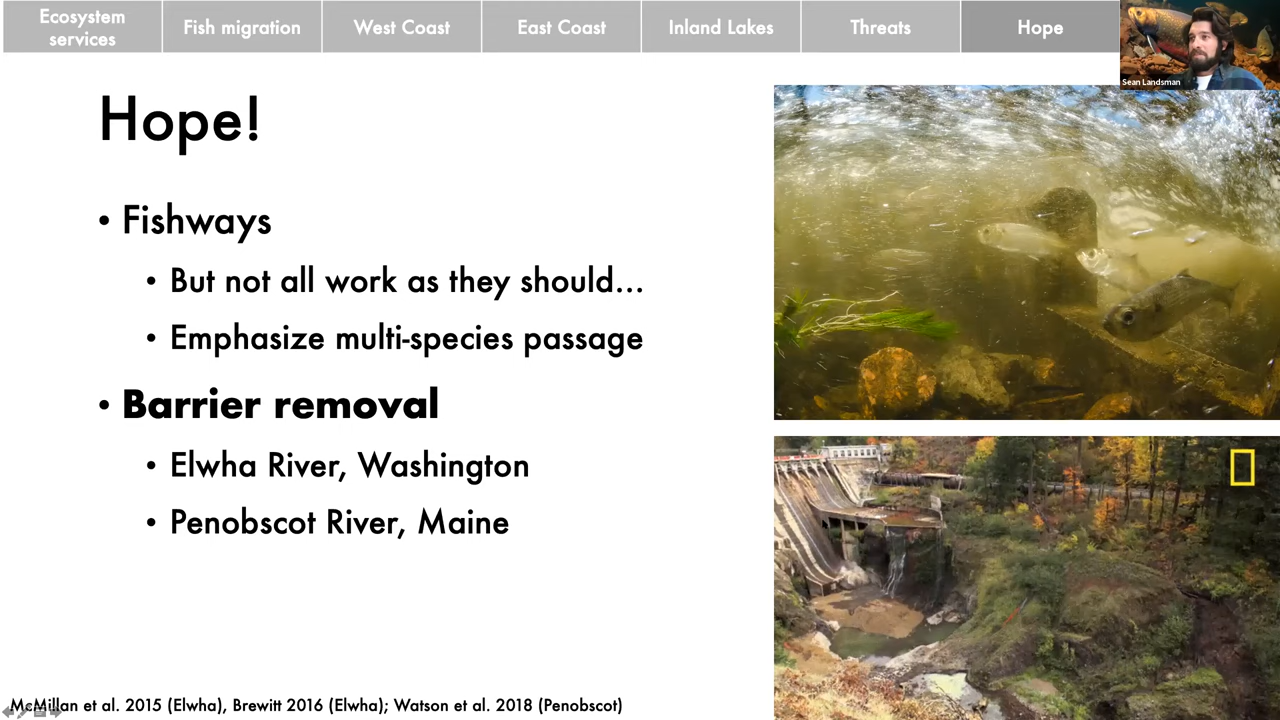 Ecosystem
services
Fish migration
West Coast
East Coast
Inland Lakes
Threats
Hope
Sean Landsman
Hope!
• Fishways
• But not all work as they should...
• Emphasize multi-species passage
• Barrier removal
• Elwha River, Washington
• Penobscot River, Maine
McMillan et al. 2015 (Elwha), Brewitt 2016 (Elwha); Watson et al. 2018 (Penobscot)